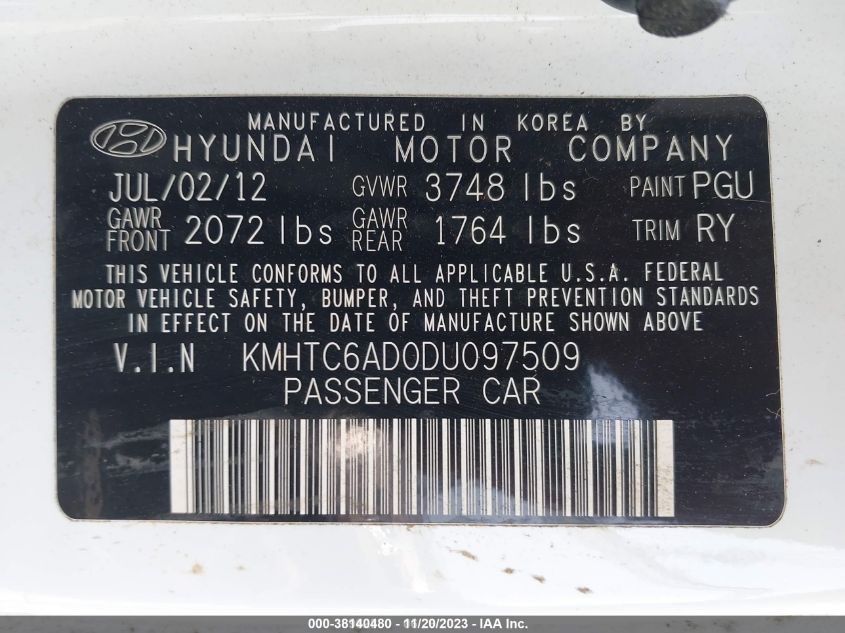 MANUFACTURED IN KOREA BY
HYUNDAI MOTOR COMPANY
JUL/02/12 GVWR 3748 lbs PAINT PGU
GAWR FRONT 2072 lbs GAWR REAR 1764 lbs TRIM RY
THIS VEHICLE CONFORMS TO ALL APPLICABLE U.S.A. FEDERAL
MOTOR VEHICLE SAFETY, BUMPER, AND THEFT PREVENTION STANDARDS
IN EFFECT ON THE DATE OF MANUFACTURE SHOWN ABOVE
V.I.N KMHTC6AD0DU097509
PASSENGER CAR
000-38140480 - 11/20/2023 - IAA Inc.